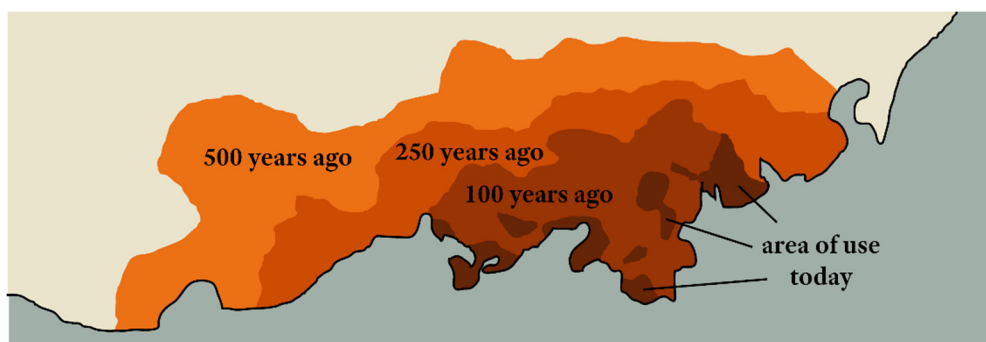 500 years ago
250 years ago
100 years ago
area of use
today